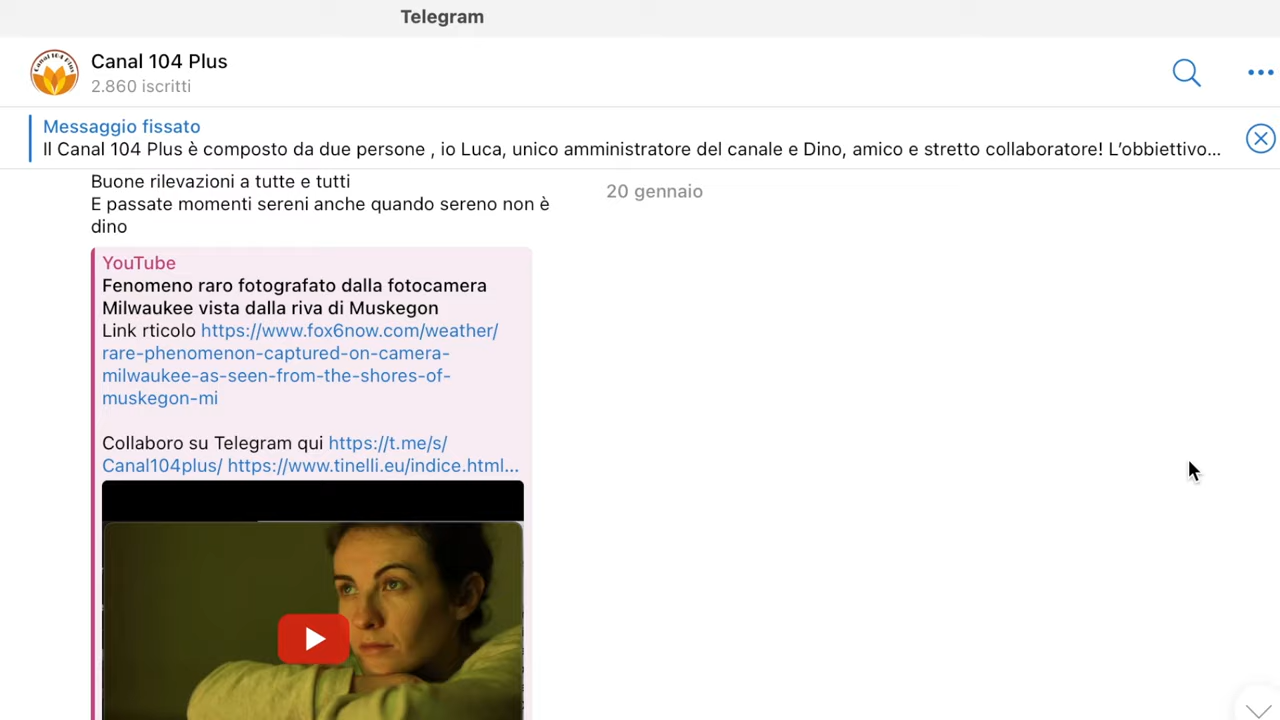 Telegram
Canal 104 Plus
Canal 104 Plus
2.860 iscritti
Messaggio fissato
Il Canal 104 Plus è composto da due persone , io Luca, unico amministratore del canale e Dino, amico e stretto collaboratore! L’obbiettivo...
20 gennaio
Buone rilevazioni a tutte e tutti
E passate momenti sereni anche quando sereno non è
dino
YouTube
Fenomeno raro fotografato dalla fotocamera
Milwaukee vista dalla riva di Muskegon
Link rticolo https://www.fox6now.com/weather/
rare-phenomenon-captured-on-camera-
milwaukee-as-seen-from-the-shores-of-
muskegon-mi
Collaboro su Telegram qui https://t.me/s/
Canal104plus/ https://www.tinelli.eu/indice.html...